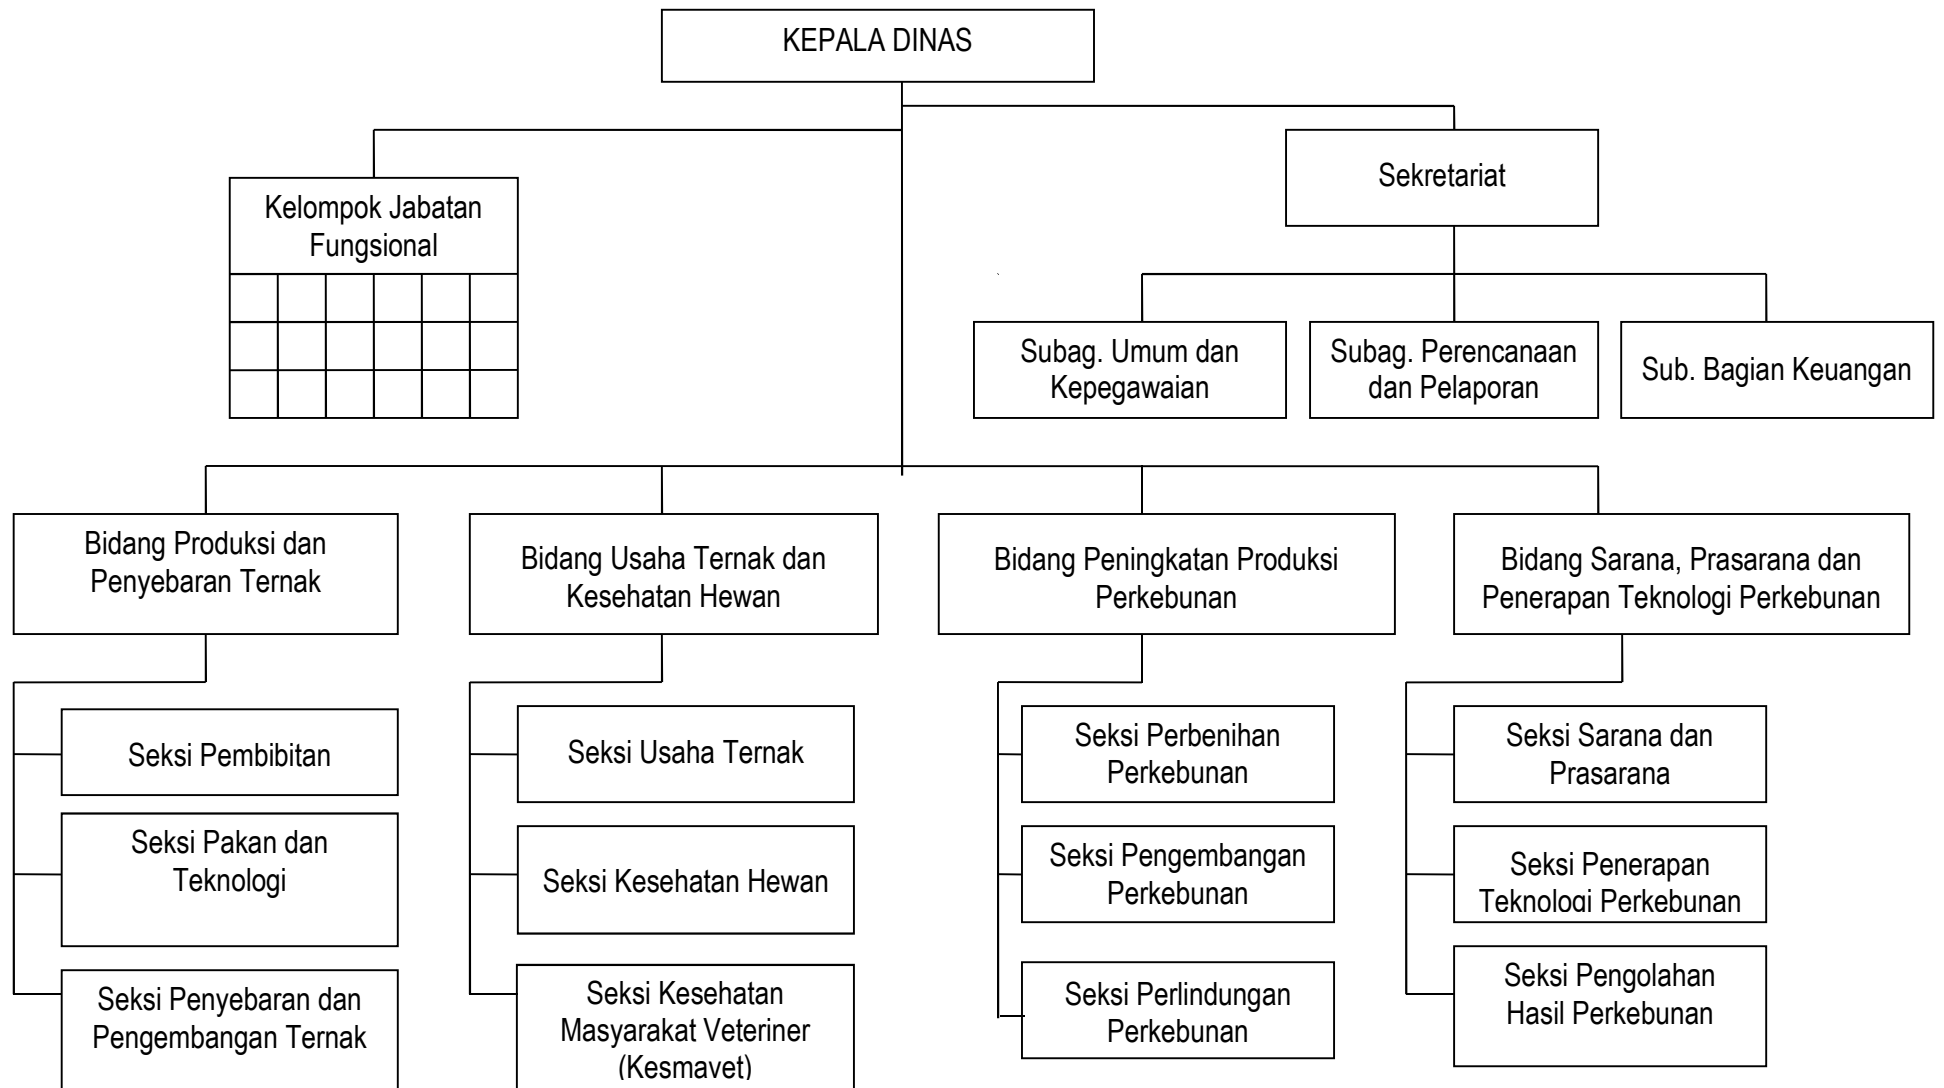 KEPALA DINAS
Sekretariat
Kelompok Jabatan
Fungsional
Subag. Umum dan
Kepegawaian
Subag. Perencanaan
dan Pelaporan
Sub. Bagian Keuangan
Bidang Produksi dan
Penyebaran Ternak
Bidang Usaha Ternak dan
Kesehatan Hewan
Bidang Peningkatan Produksi
Perkebunan
Bidang Sarana, Prasarana dan
Penerapan Teknologi Perkebunan
Seksi Pembibitan
Seksi Pakan dan
Teknologi
Seksi Penyebaran dan
Pengembangan Ternak
Seksi Usaha Ternak
Seksi Kesehatan Hewan
Seksi Kesehatan
Masyarakat Veteriner
(Kesmavet)
Seksi Perbenihan
Perkebunan
Seksi Pengembangan
Perkebunan
Seksi Perlindungan
Perkebunan
Seksi Sarana dan
Prasarana
Seksi Penerapan
Teknologi Perkebunan
Seksi Pengolahan
Hasil Perkebunan